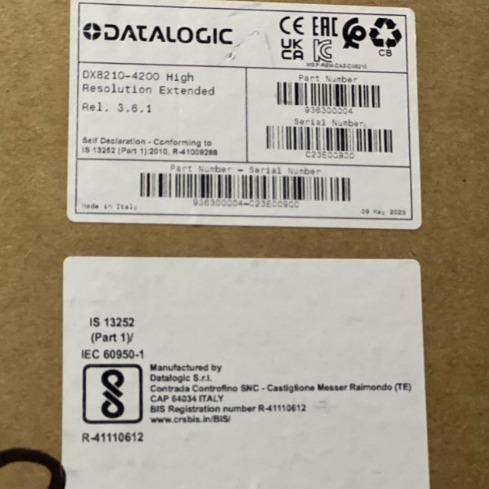 DATALOGIC
CE EAC
UK
CA
CB
DX8210-4200 High
Resolution Extended
Rel. 3.6.1
Self Declaration - Conforming to
IS 13252 (Part 1):2010, R-41009288
Part Number
936300004
Serial Number
C23E00900
Part Number - Serial Number
936300004-C23E00900
Made in Italy
09 May 2023
IS 13252
(Part 1)/
IEC 60950-1
Manufactured by
Datalogic S.r.l.
Contrada Controfino SNC - Castiglione Messer Raimondo (TE)
CAP 64034 ITALY
BIS Registration number R-41110612
www.crsbis.in/BIS/
R-41110612